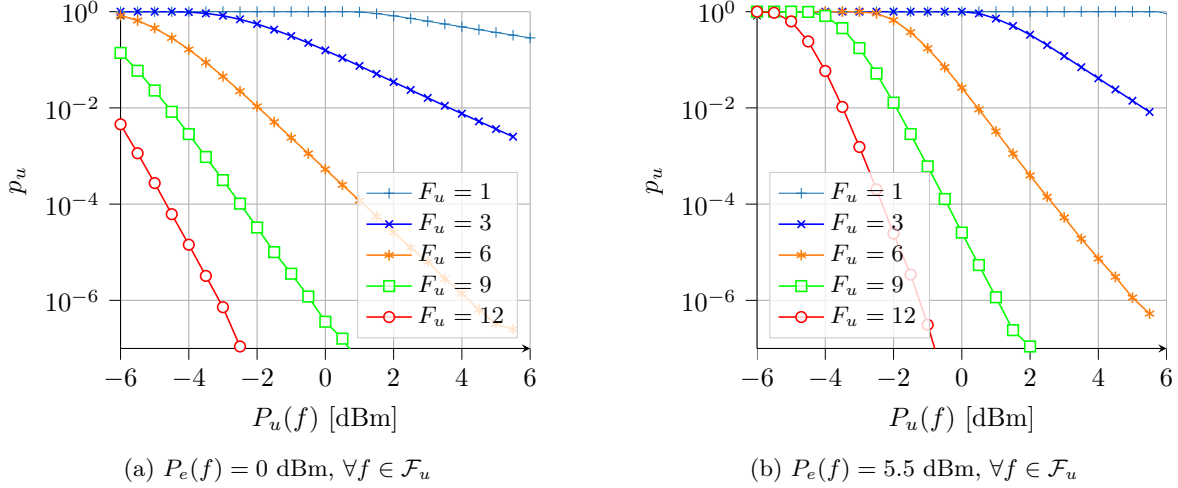 10^0
10^{-2}
10^{-4}
10^{-6}
p_u
F_u = 1
F_u = 3
F_u = 6
F_u = 9
F_u = 12
−6 −4 −2 0 2 4 6
P_u(f) [dBm]
(a) P_e(f) = 0 dBm, ∀f ∈ ℱ_u
10^0
10^{-2}
10^{-4}
10^{-6}
p_u
F_u = 1
F_u = 3
F_u = 6
F_u = 9
F_u = 12
−6 −4 −2 0 2 4 6
P_u(f) [dBm]
(b) P_e(f) = 5.5 dBm, ∀f ∈ ℱ_u